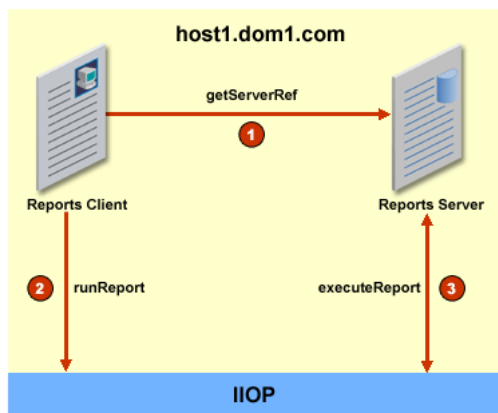 host1.dom1.com
getServerRef
1
Reports Client
Reports Server
2
runReport
executeReport
3
IIOP